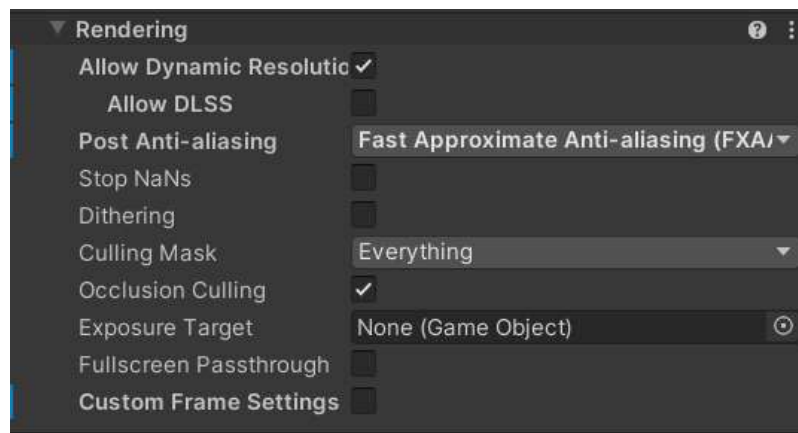 Rendering
Allow Dynamic Resolutio
Allow DLSS
Post Anti-aliasing Fast Approximate Anti-aliasing (FXA/
Stop NaNs
Dithering
Culling Mask Everything
Occlusion Culling
Exposure Target None (Game Object)
Fullscreen Passthrough
Custom Frame Settings